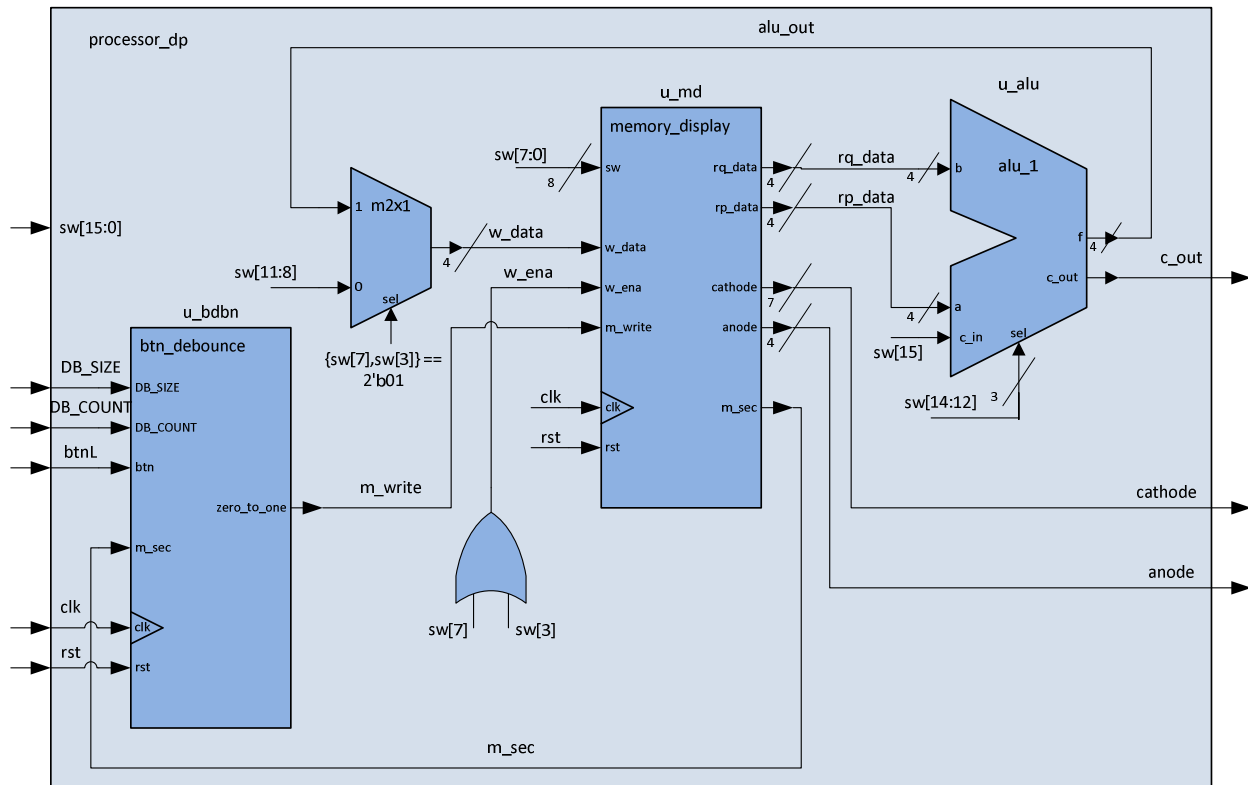 processor_dp
alu_out
u_md
u_alu
memory_display
sw[7:0]
8
sw
rq_data
4
rq_data
4
b
alu_1
m2x1
1
rp_data
4
rp_data
sw[15:0]
w_data
4
w_data
f
4
c_out
sw[11:8]
0
sel
w_ena
w_ena
cathode
7
c_out
a
4
u_bdbn
m_write
anode
4
c_in
sel
sw[15]
btn_debounce
{sw[7],sw[3]} ==
2'b01
DB_SIZE
DB_SIZE
clk
clk
m_sec
3
sw[14:12]
DB_COUNT
DB_COUNT
rst
rst
btnL
btn
m_write
zero_to_one
cathode
m_sec
anode
clk
clk
sw[7]
sw[3]
rst
rst
m_sec